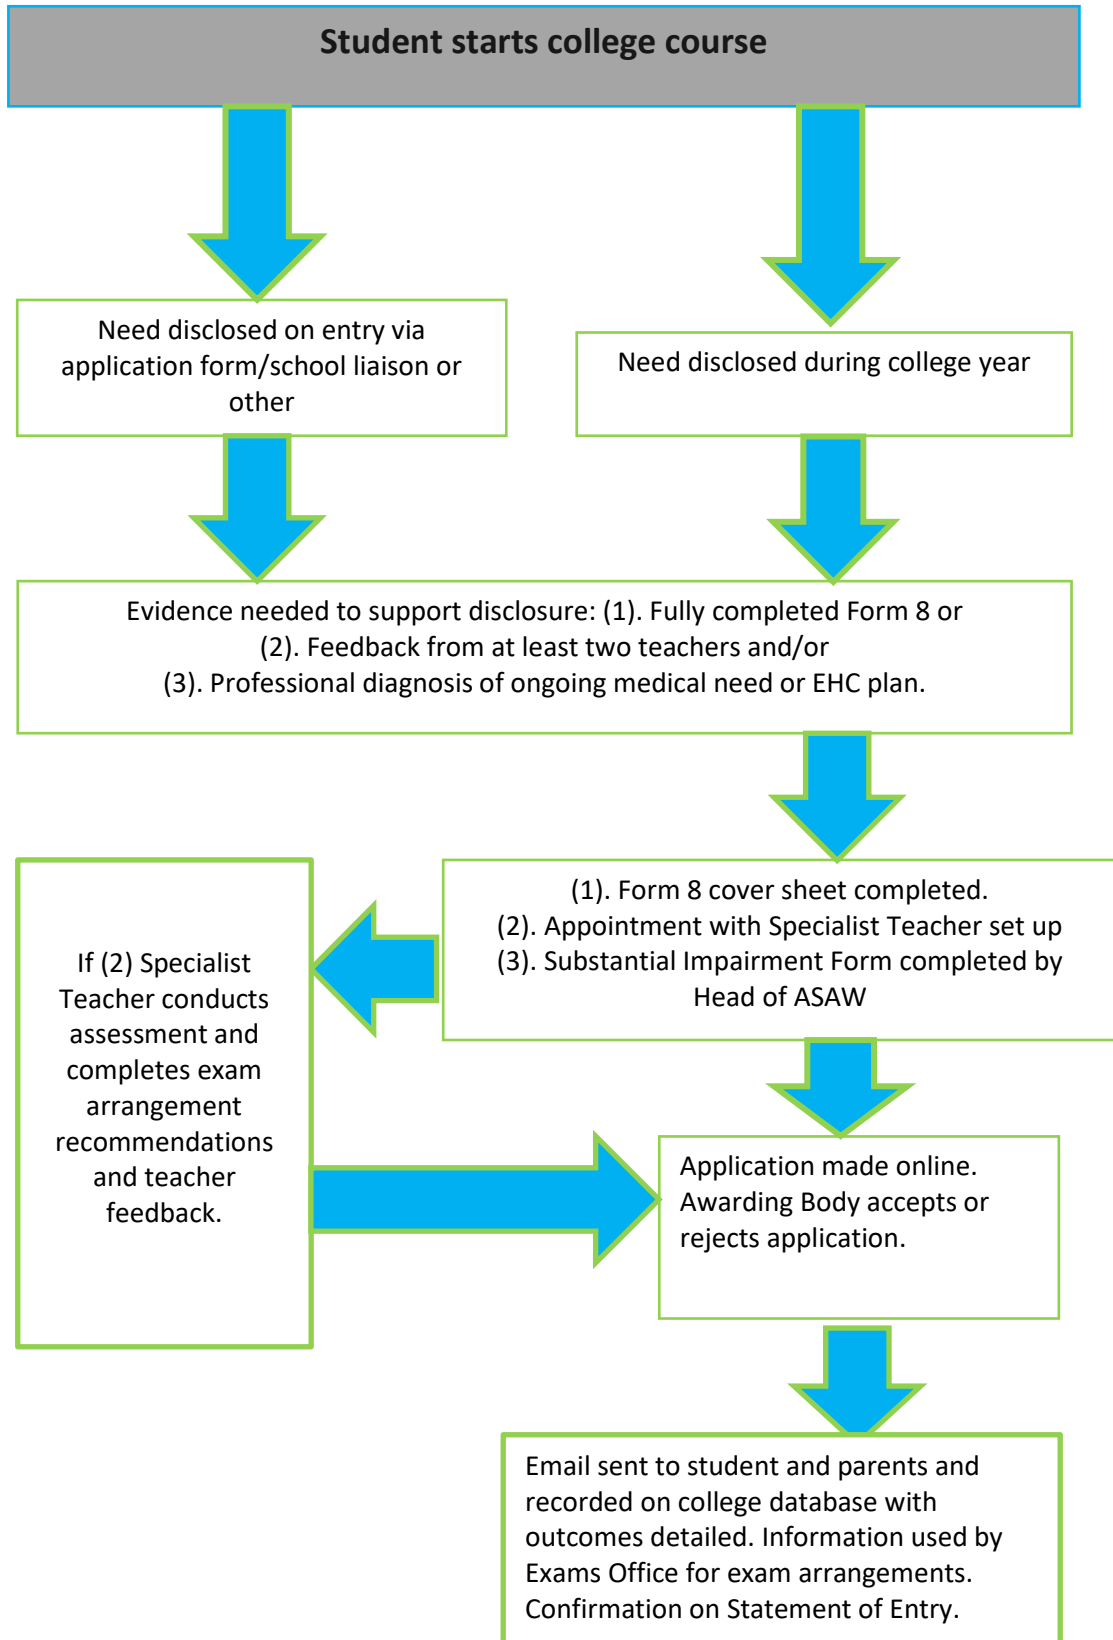 Student starts college course
Need disclosed on entry via
application form/school liaison or
other
Need disclosed during college year
Evidence needed to support disclosure: (1). Fully completed Form 8 or
(2). Feedback from at least two teachers and/or
(3). Professional diagnosis of ongoing medical need or EHC plan.
(1). Form 8 cover sheet completed.
(2). Appointment with Specialist Teacher set up
(3). Substantial Impairment Form completed by
Head of ASAW
If (2) Specialist
Teacher conducts
assessment and
completes exam
arrangement
recommendations
and teacher
feedback.
Application made online.
Awarding Body accepts or
rejects application.
Email sent to student and parents and
recorded on college database with
outcomes detailed. Information used by
Exams Office for exam arrangements.
Confirmation on Statement of Entry.